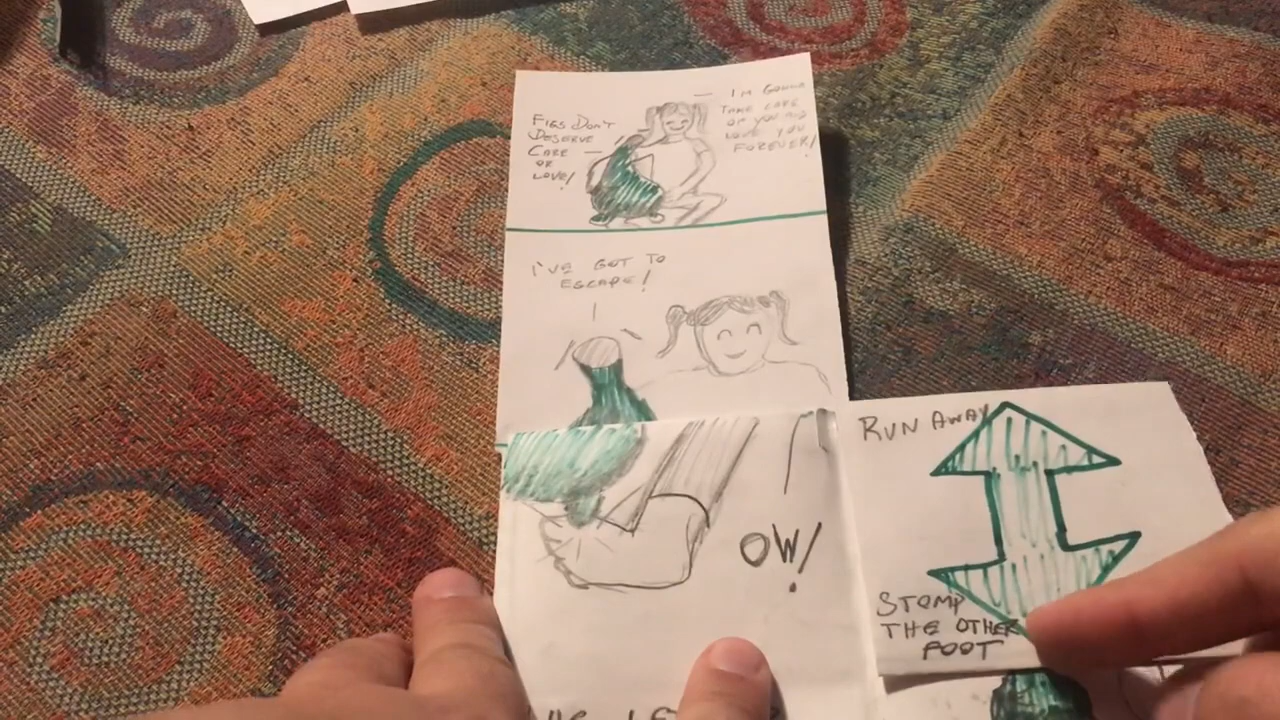 FIGS DON'T
DESERVE
CARE
OR
LOVE!
I'M GONNA
TAKE CARE
OF YOU AND
LOVE YOU
FOREVER!
I'VE GOT TO
ESCAPE!
OW!
RUN AWAY
STOMP
THE OTHER
FOOT